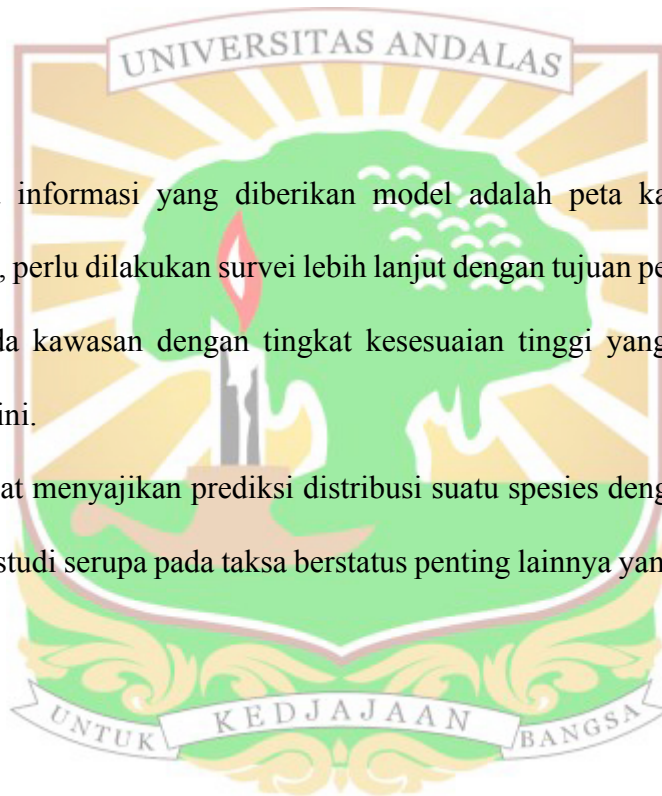 UNIVERSITAS ANDALAS
informasi yang diberikan model adalah peta ka
, perlu dilakukan survei lebih lanjut dengan tujuan pe
da kawasan dengan tingkat kesesuaian tinggi yang
ini.
at menyajikan prediksi distribusi suatu spesies deng
studi serupa pada taksa berstatus penting lainnya yan
UNTUK KEDJAJAAN BANGSA